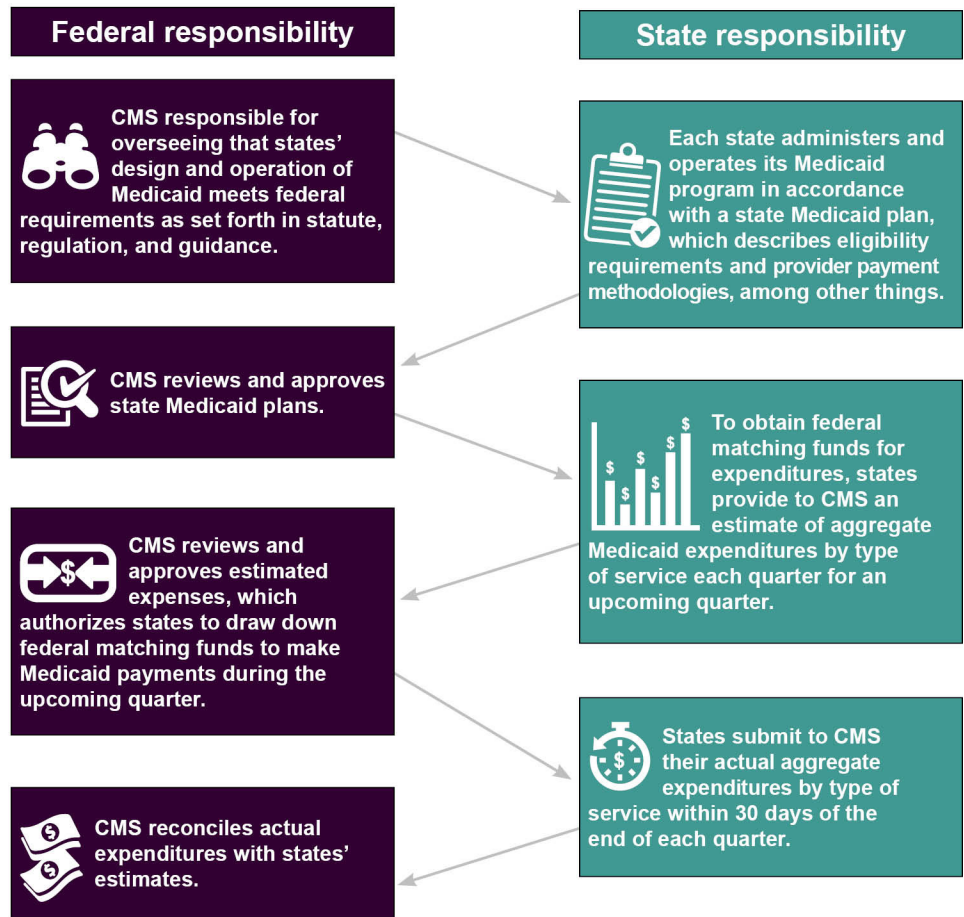 Federal responsibility
State responsibility
CMS responsible for
overseeing that states'
design and operation of
Medicaid meets federal
requirements as set forth in statute,
regulation, and guidance.
Each state administers and
operates its Medicaid
program in accordance
with a state Medicaid plan,
which describes eligibility
requirements and provider payment
methodologies, among other things.
CMS reviews and approves
state Medicaid plans.
$ $ $ $ $ $
To obtain federal
matching funds for
expenditures, states
provide to CMS an
estimate of aggregate
Medicaid expenditures by type
of service each quarter for an
upcoming quarter.
$
CMS reviews and
approves estimated
expenses, which
authorizes states to draw down
federal matching funds to make
Medicaid payments during the
upcoming quarter.
$
States submit to CMS
their actual aggregate
expenditures by type of
service within 30 days of the
end of each quarter.
$
$
CMS reconciles actual
expenditures with states'
estimates.